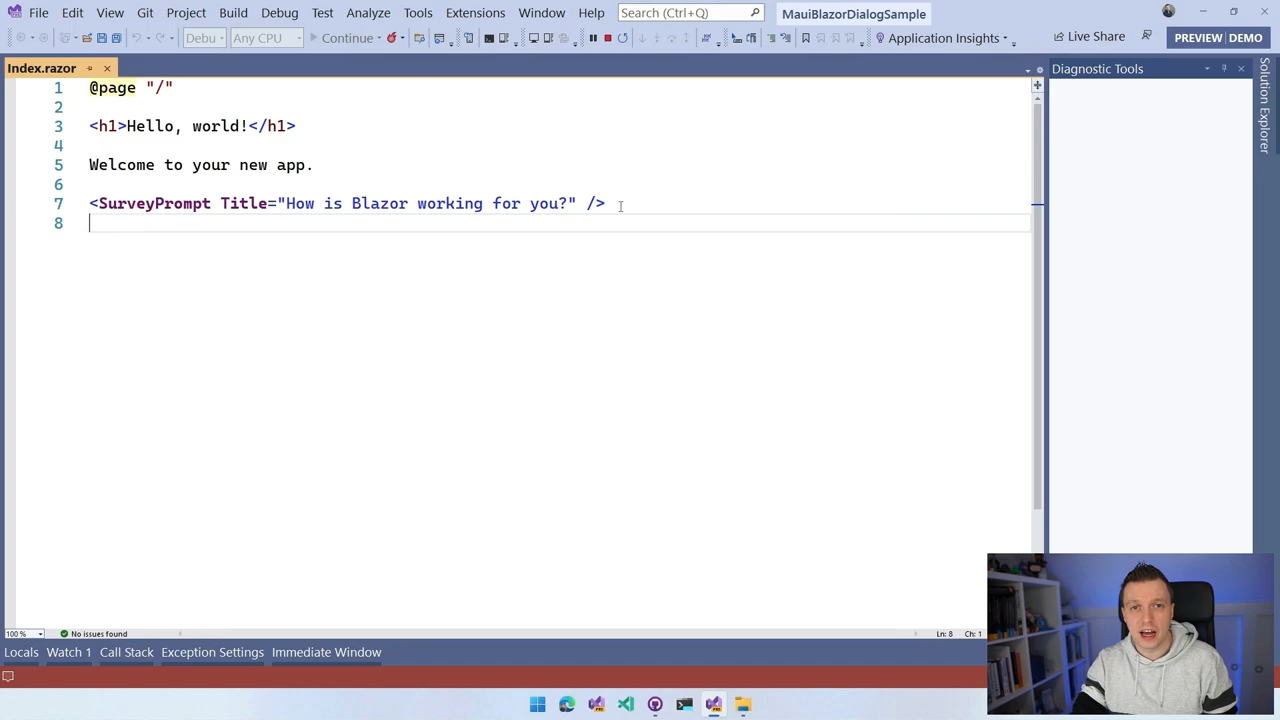 File Edit View Git Project Build Debug Test Analyze Tools Extensions Window Help Search (Ctrl+Q) MauiBlazorDialogSample
Debu Any CPU Continue Application Insights Live Share PREVIEW DEMO
Index.razor
Diagnostic Tools
Solution Explorer
1 @page "/"
2
3 <h1>Hello, world!</h1>
4
5 Welcome to your new app.
6
7 <SurveyPrompt Title="How is Blazor working for you?" />
8
100 % No issues found Ln: 8 Ch: 1
Locals Watch 1 Call Stack Exception Settings Immediate Window